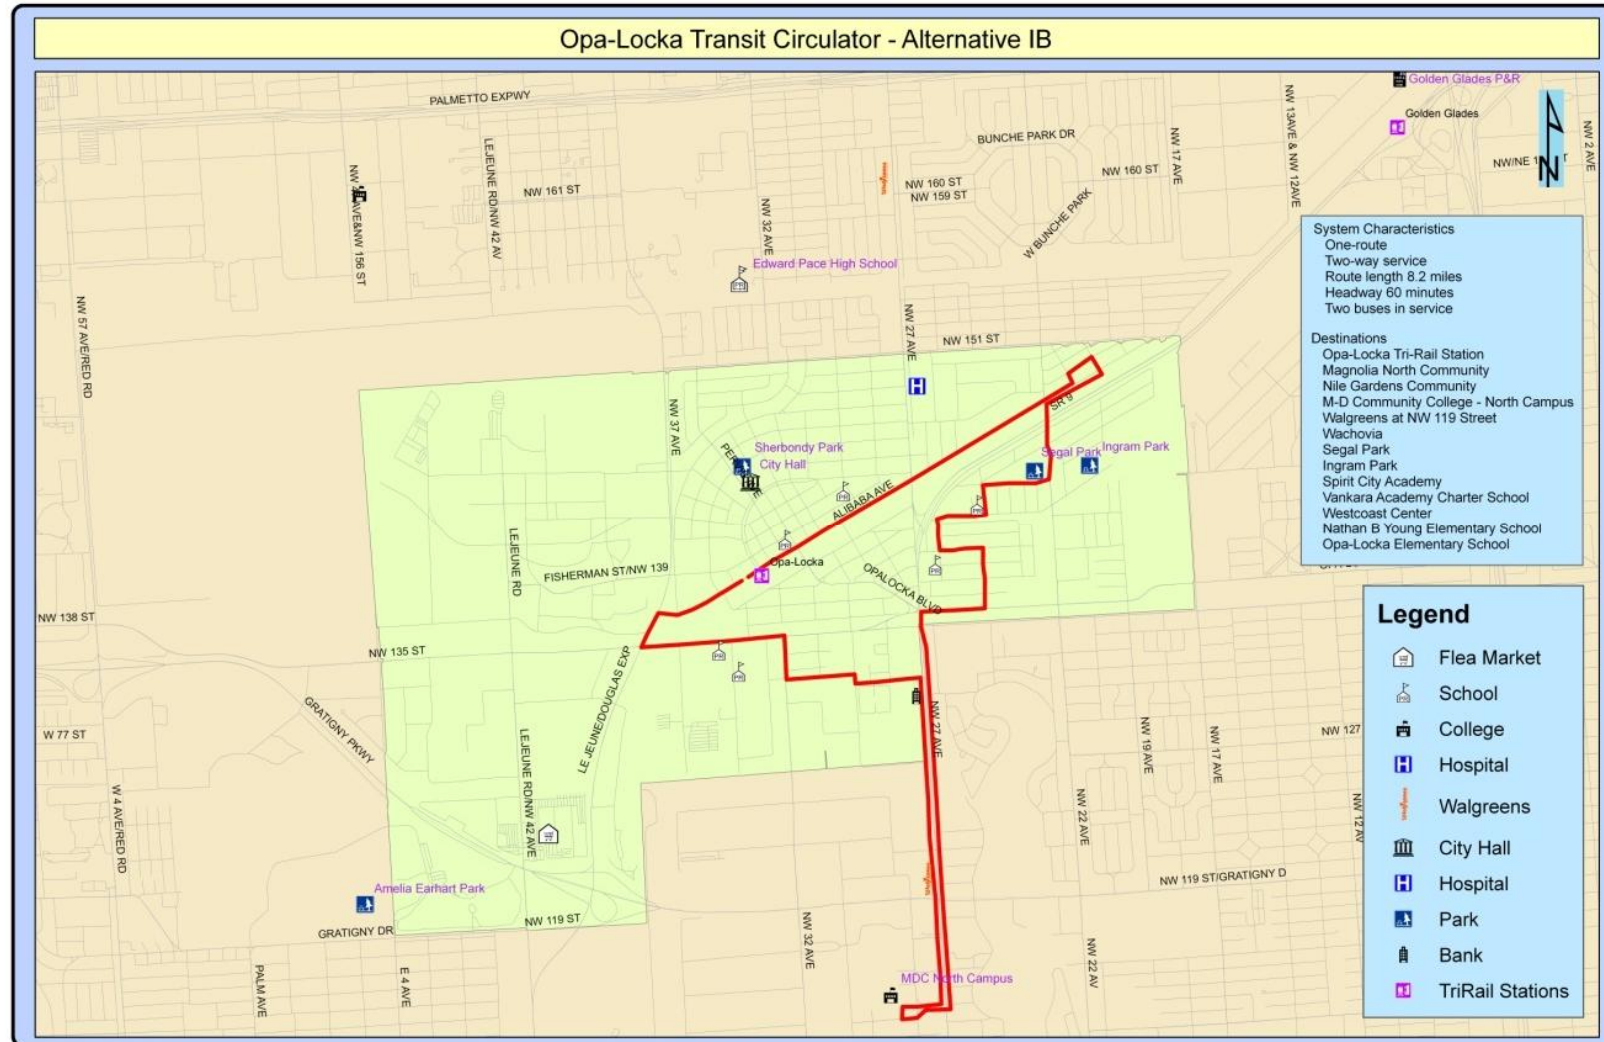 Opa-Locka Transit Circulator - Alternative IB
Golden Glades P&R
PALMETTO EXPWY
Golden Glades
BUNCHE PARK DR
NW 17 AVE
NW 13AVE & NW 12AVE
NW 2 AVE
LEJEUNE RD/NW 42 AV
NW 161 ST
NW 160 ST
NW 160 ST
NW 159 ST
NW/NE
W BUNCHE PARK
NW 32 AVE
AVE&NW 156 ST
Edward Pace High School
NW 57 AVE/RED RD
NW 27 AVE
NW 151 ST
System Characteristics
One-route
Two-way service
Route length 8.2 miles
Headway 60 minutes
Two buses in service
Destinations
Opa-Locka Tri-Rail Station
Magnolia North Community
Nile Gardens Community
M-D Community College - North Campus
Walgreens at NW 119 Street
Wachovia
Segal Park
Ingram Park
Spirit City Academy
Vankara Academy Charter School
Westcoast Center
Nathan B Young Elementary School
Opa-Locka Elementary School
N
H
SR 9
NW 37 AVE
Sherbondy Park
City Hall
Segal Park
Ingram Park
ALIBABA AVE
LEJEUNE RD
FISHERMAN ST/NW 139
Opa-Locka
OPALOCKA BLVD
NW 138 ST
NW 135 ST
LE JEUNE/DOUGLAS EXP
GRATIGNY PKWY
W 77 ST
LEJEUNE RD/NW 42 AVE
NW 27 AVE
NW 19 AVE
NW 17 AVE
NW 127
W 4 AVE/RED RD
NW 22 AVE
NW 12 AV
NW 119 ST/GRATIGNY D
Amelia Earhart Park
GRATIGNY DR
NW 119 ST
NW 32 AVE
NW 22 AV
PALM AVE
E 4 AVE
MDC North Campus
Legend
Flea Market
School
College
H Hospital
Walgreens
City Hall
H Hospital
Park
Bank
TriRail Stations